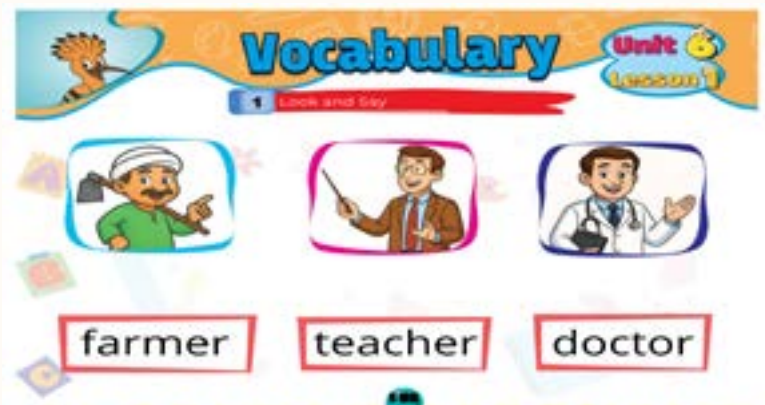 Vocabulary
Unit 6
Lesson 1
1 Look and Say
farmer teacher doctor